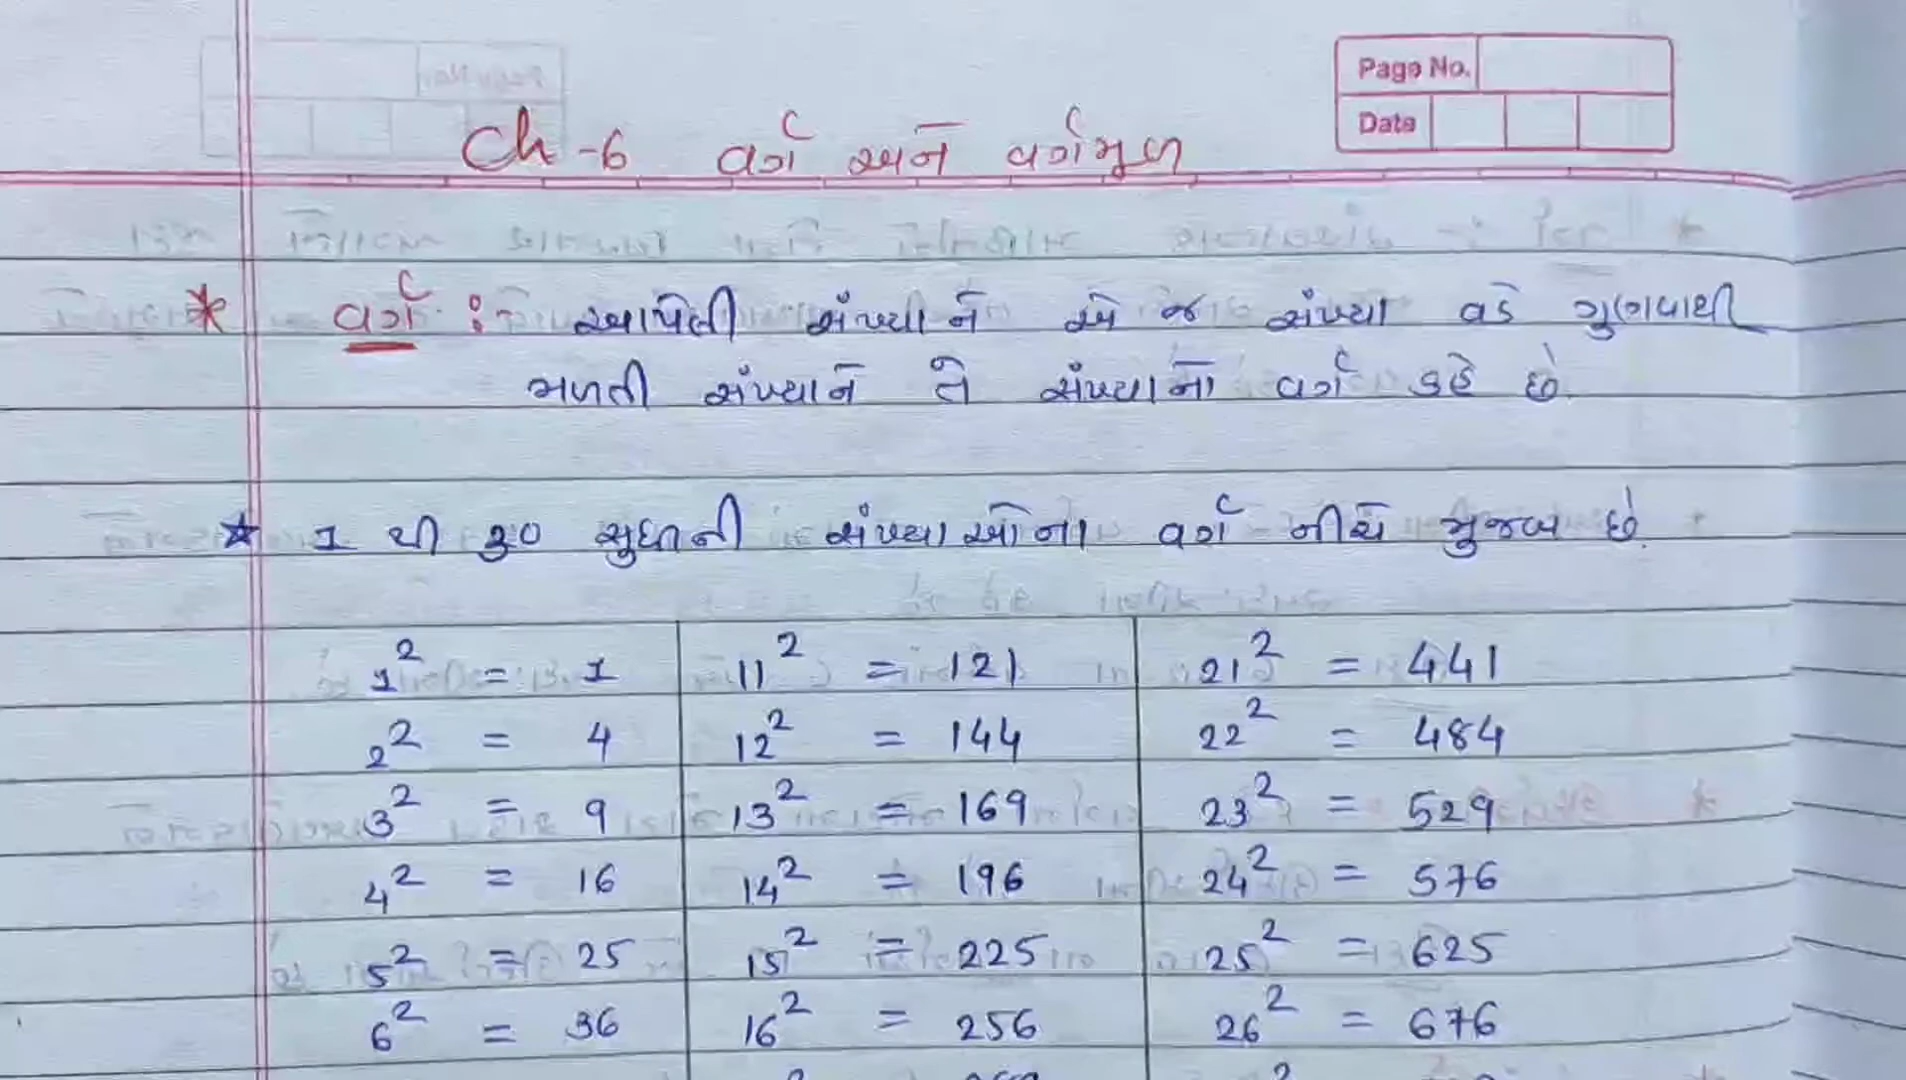 Page No.
Date
Ch-6 વર્ગ અને વર્ગમુળ
* વર્ગ :- આપેલી સંખ્યાને એ જ સંખ્યા વડે ગુણવાથી
મળતી સંખ્યાને તે સંખ્યાનો વર્ગ કહે છે.
★ 1 થી 30 સુધીની સંખ્યાઓના વર્ગ નીચે મુજબ છે.
1² = 1 11² = 121 21² = 441
2² = 4 12² = 144 22² = 484
3² = 9 13² = 169 23² = 529
4² = 16 14² = 196 24² = 576
5² = 25 15² = 225 25² = 625
6² = 36 16² = 256 26² = 676